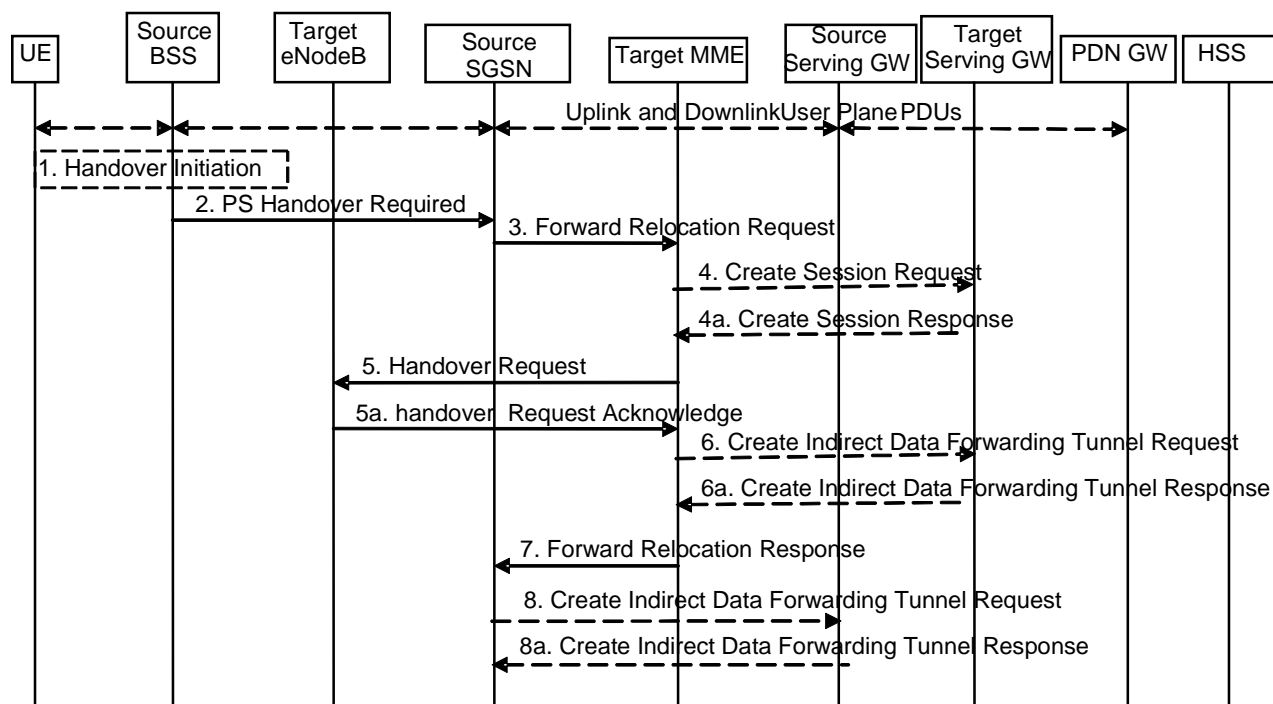 UE
Source
BSS
Target
eNodeB
Source
SGSN
Target MME
Source
Serving GW
Target
Serving GW
PDN GW
HSS
Uplink and DownlinkUser Plane PDUs
1. Handover Initiation
2. PS Handover Required
3. Forward Relocation Request
4. Create Session Request
4a. Create Session Response
5. Handover Request
5a. handover Request Acknowledge
6. Create Indirect Data Forwarding Tunnel Request
6a. Create Indirect Data Forwarding Tunnel Response
7. Forward Relocation Response
8. Create Indirect Data Forwarding Tunnel Request
8a. Create Indirect Data Forwarding Tunnel Response